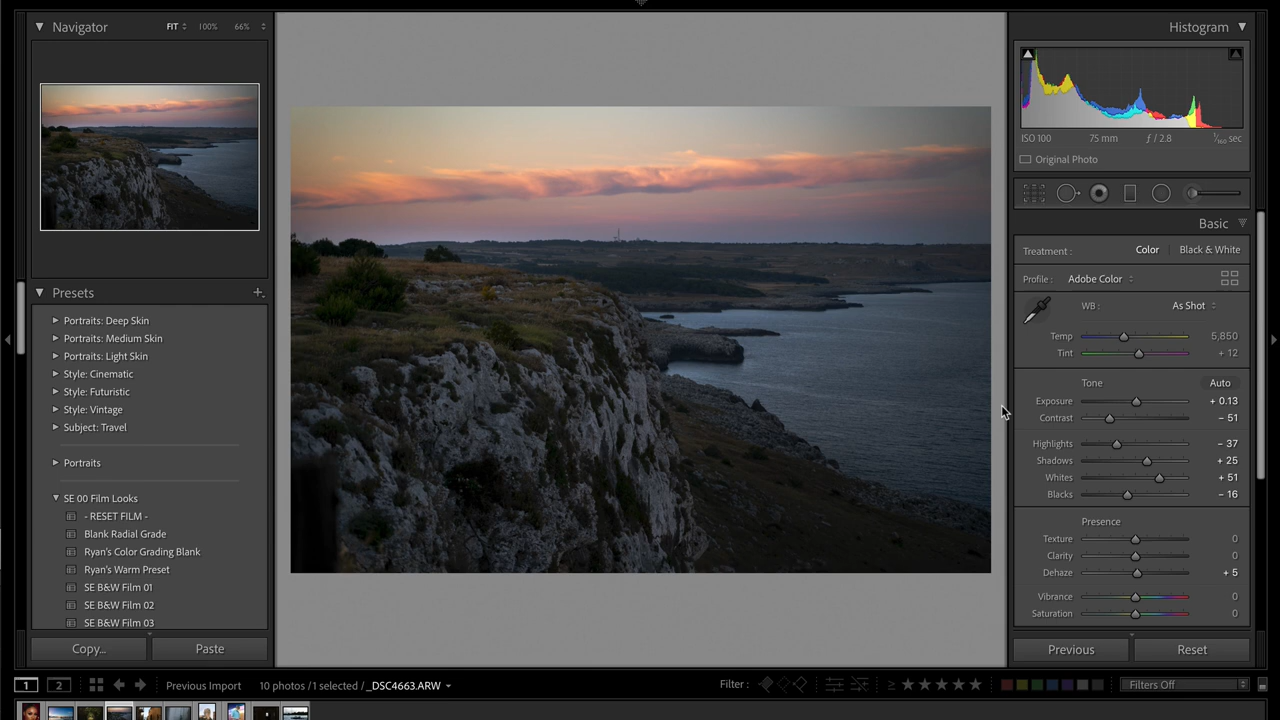 Navigator
FIT 100% 66%
Presets
Portraits: Deep Skin
Portraits: Medium Skin
Portraits: Light Skin
Style: Cinematic
Style: Futuristic
Style: Vintage
Subject: Travel
Portraits
SE 00 Film Looks
- RESET FILM -
Blank Radial Grade
Ryan's Color Grading Blank
Ryan's Warm Preset
SE B&W Film 01
SE B&W Film 02
SE B&W Film 03
Copy... Paste
Histogram
ISO 100 75 mm ƒ / 2.8 1/160 sec
Original Photo
Basic
Treatment : Color Black & White
Profile : Adobe Color
WB : As Shot
Temp 5,850
Tint + 12
Tone Auto
Exposure + 0.13
Contrast – 51
Highlights – 37
Shadows + 25
Whites + 51
Blacks – 16
Presence
Texture 0
Clarity 0
Dehaze + 5
Vibrance 0
Saturation 0
Previous Reset
1 2 Previous Import 10 photos /1 selected /_DSC4663.ARW Filter : ≥ ★★★★★ Filters Off